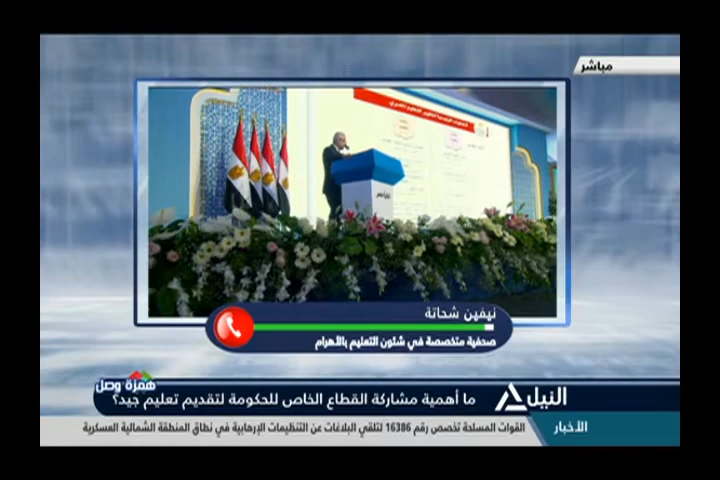 مباشر
نيفين شحاتة
صحفية متخصصة في شئون التعليم بالأهرام
همزة وصل
ما أهمية مشاركة القطاع الخاص للحكومة لتقديم تعليم جيد؟
النيل
الأخبار
القوات المسلحة تخصص رقم 16386 لتلقي البلاغات عن التنظيمات الإرهابية في نطاق المنطقة الشمالية العسكرية